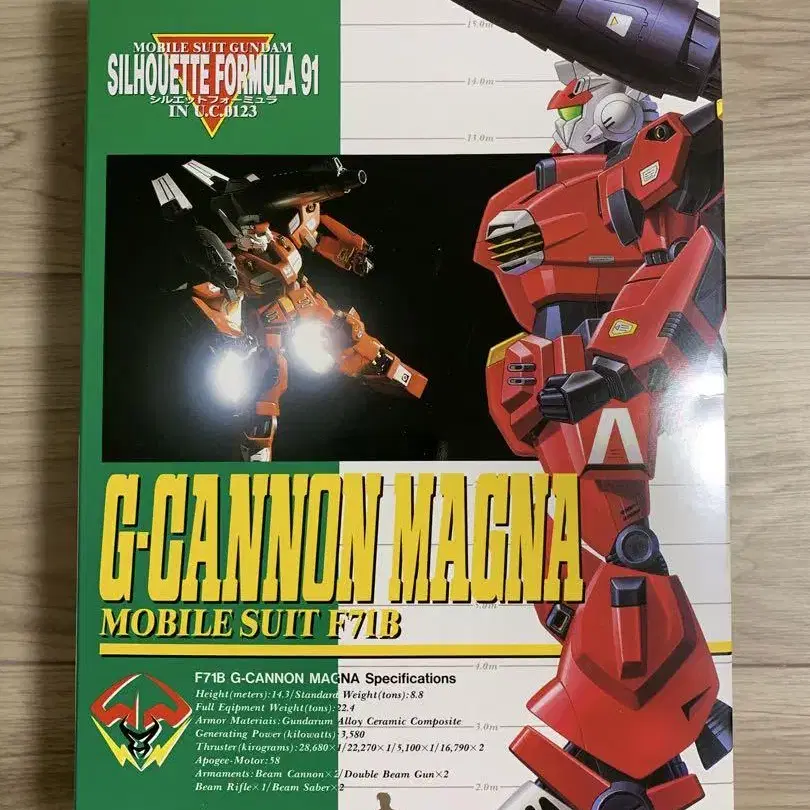 15.0m
MOBILE SUIT GUNDAM
SILHOUETTE FORMULA 91
シルエットフォーミュラ
IN U.C.0123
14.0m
13.0m
G-CANNON MAGNA
MOBILE SUIT F71B
5.0m
4.0m
F71B G-CANNON MAGNA Specifications
Height(meters):14.3/Standard Weight(tons):8.8
Full Eqipment Weight(tons):22.4
Armor Materiais:Gundarum Alloy Ceramic Composite
Generating Power(kilowatts):3,580
3.0m
Thruster(kirograms):28,680×1/22,270×1/5,100×1/16,790×2
Apogee-Motor:58
Armaments:Beam Cannon×2/Double Beam Gun×2
Beam Rifle×1/Beam Saber×2
2.0m